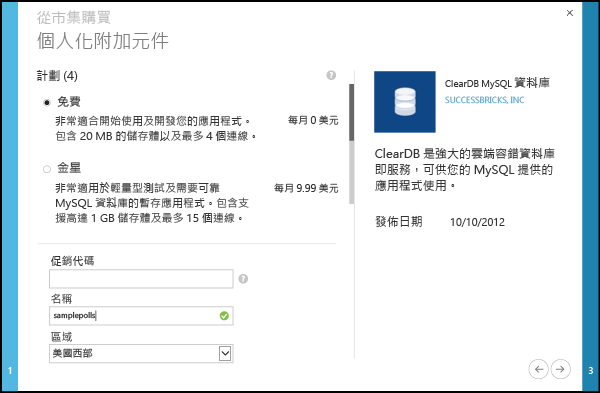 從市集購買
個人化附加元件
計劃 (4)
?
免費
非常適合開始使用及開發您的應用程式。
包含 20 MB 的儲存體以及最多 4 個連線。
每月 0 美元
金星
非常適用於輕量型測試及需要可靠
MySQL 資料庫的暫存應用程式。包含支
援高達 1 GB 儲存體及最多 15 個連線。
每月 9.99 美元
促銷代碼
?
名稱
samplepolls
區域
美國西部
ClearDB MySQL 資料庫
SUCCESSBRICKS, INC
ClearDB 是強大的雲端容錯資料庫
即服務，可供您的 MySQL 提供的
應用程式使用。
發佈日期 10/10/2012
1
3